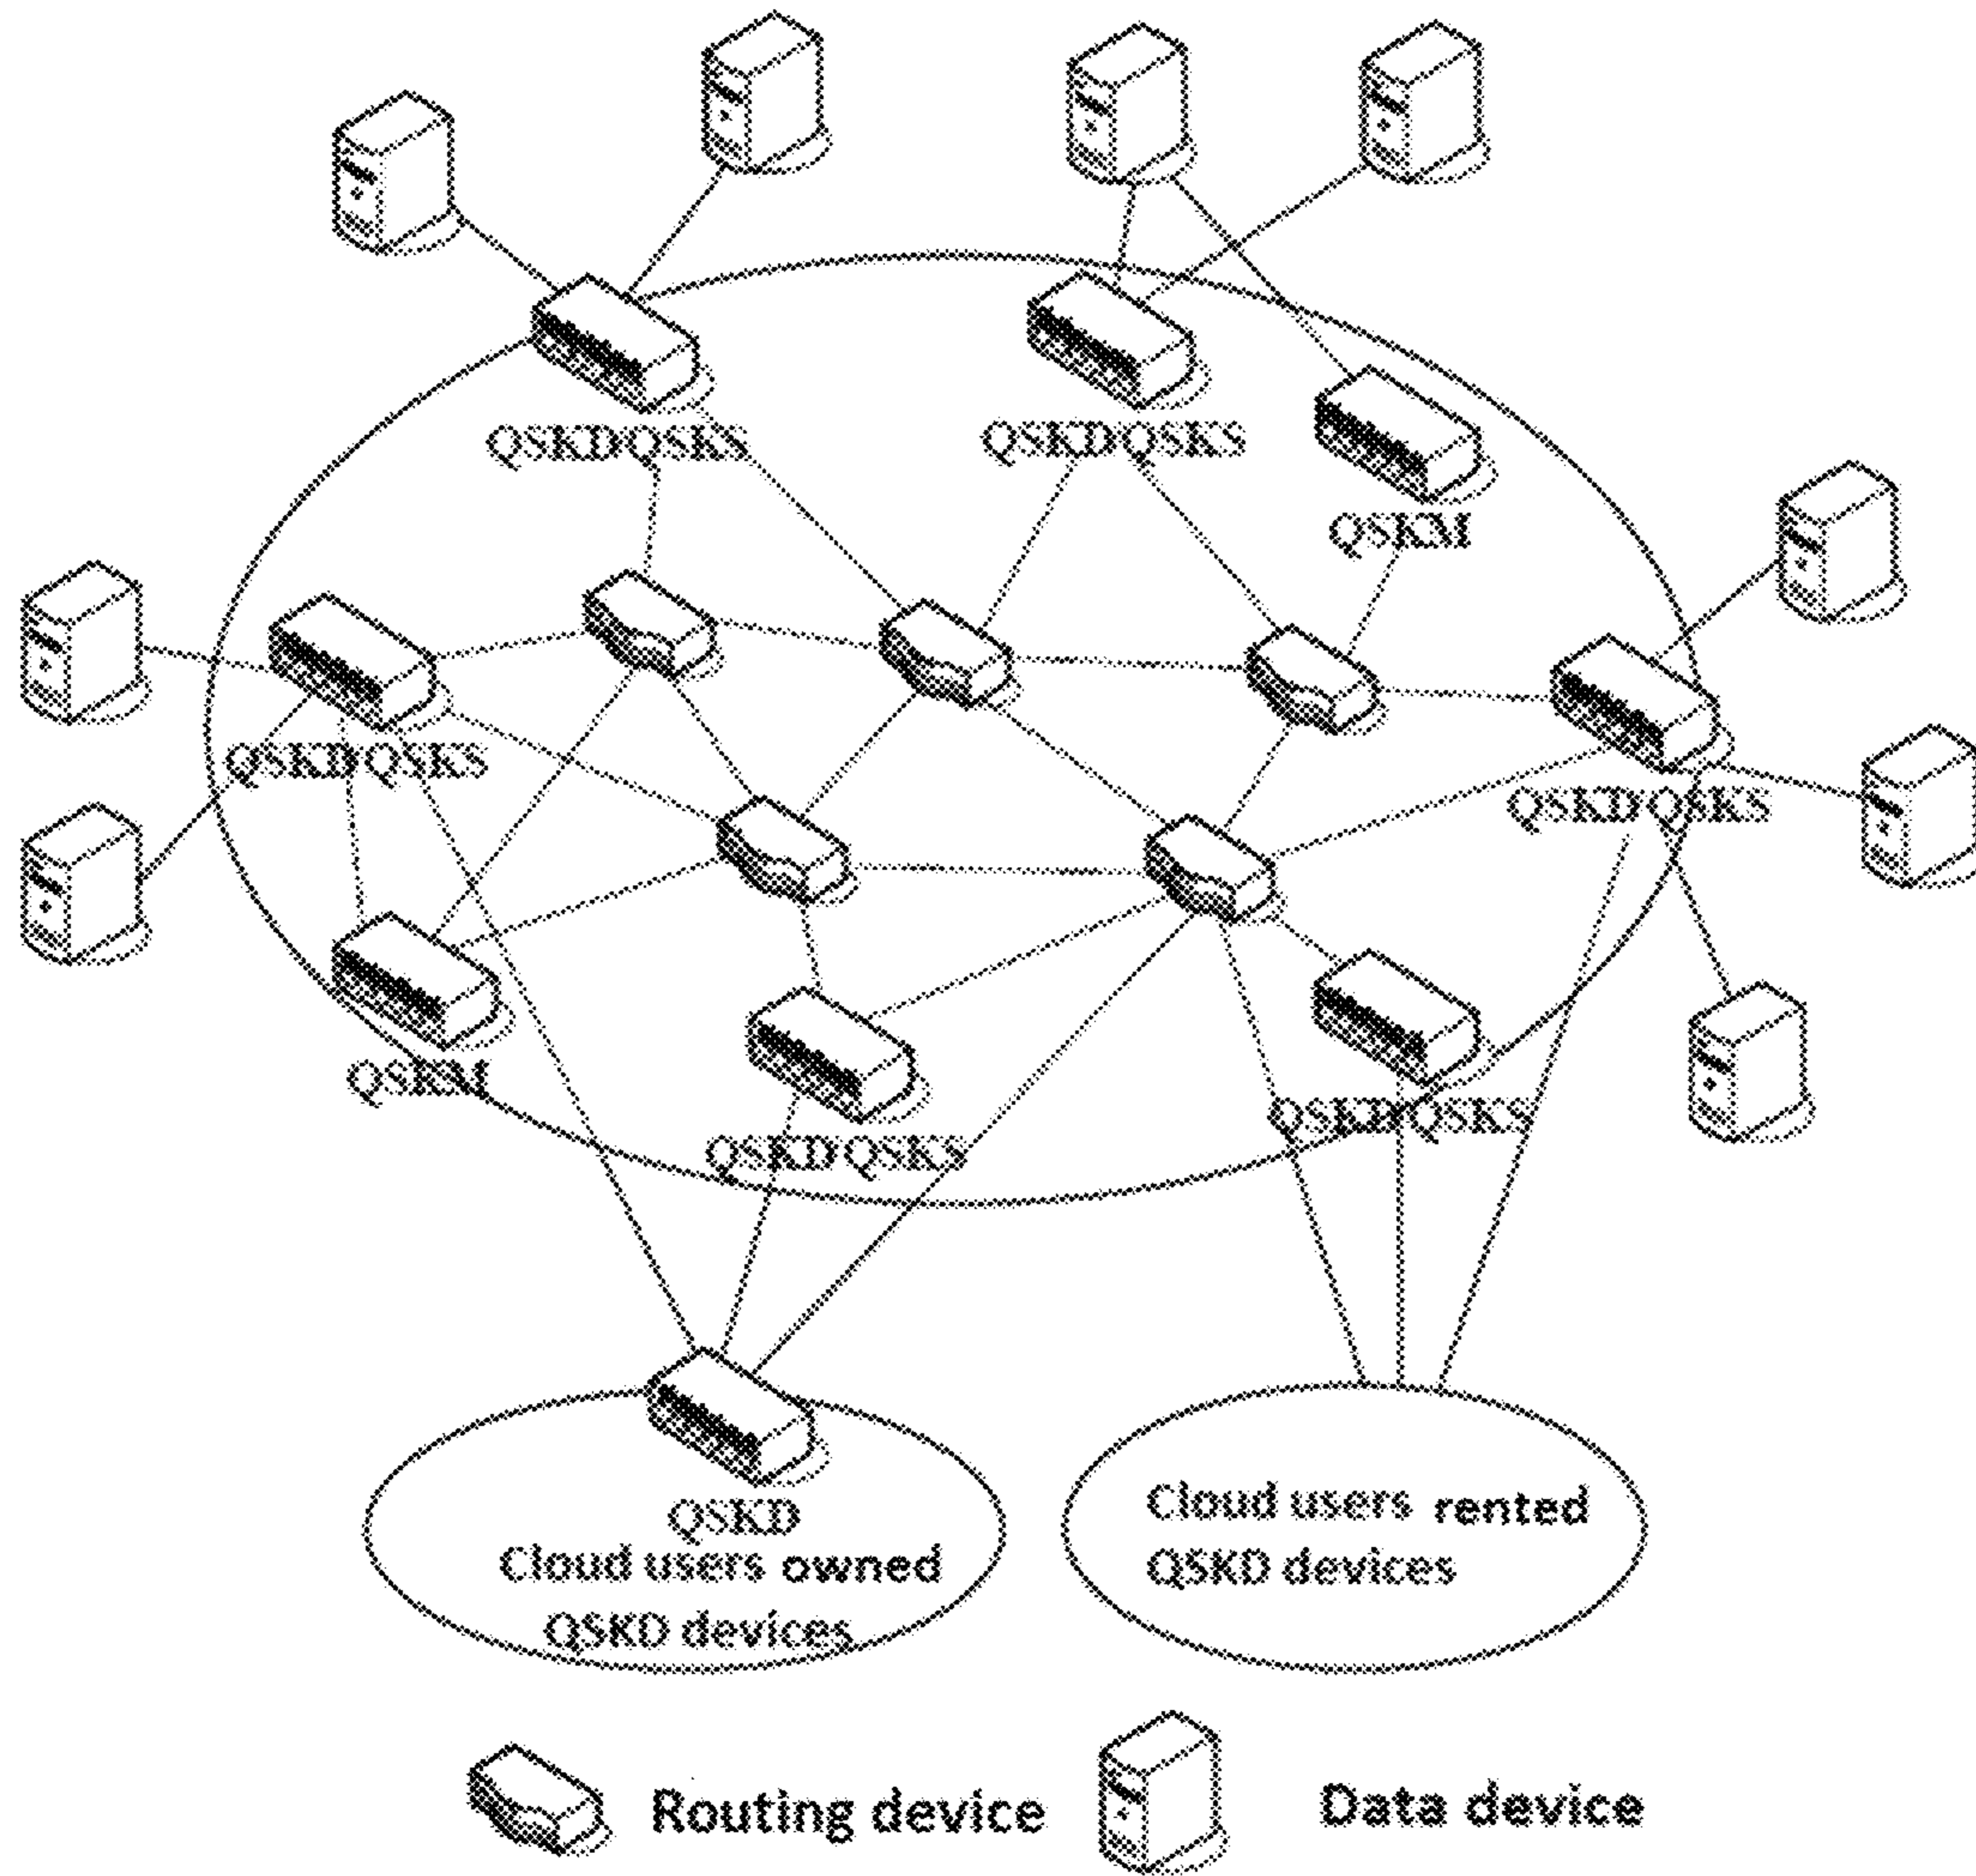 QSKD/QSKS
QSKD/QSKS
QSKM
QSKD/QSKS
QSKD/QSKS
QSKM
QSKD/QSKS
QSKD/QSKS
QSKD
Cloud users owned
QSKD devices
Cloud users rented
QSKD devices
Routing device
Data device